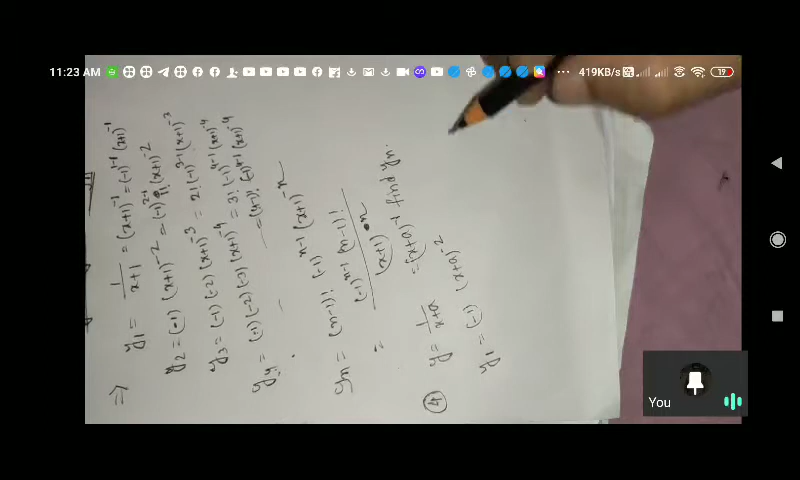 11:23 AM
419KB/s
19
⇒ y₁ = 1/(x+1) = (x+1)⁻¹ = (-1)¹⁻¹ (x+1)⁻¹
y₂ = (-1) (x+1)⁻² = (-1)²⁻¹ 1! (x+1)⁻²
y₃ = (-1)(-2)(x+1)⁻³ = 2! (-1)³⁻¹ (x+1)⁻³
y₄ = (-1)(-2)(-3)(x+1)⁻⁴ = 3! (-1)⁴⁻¹ (x+1)⁻⁴
yₙ = (n-1)! (-1)ⁿ⁻¹ (x+1)⁻ⁿ
= (-1)ⁿ⁻¹ (n-1)! / (x+1)ⁿ
④ y = 1/(x+a) = (x+a)⁻¹ find yₙ.
y₁ = (-1) (x+a)⁻²
You